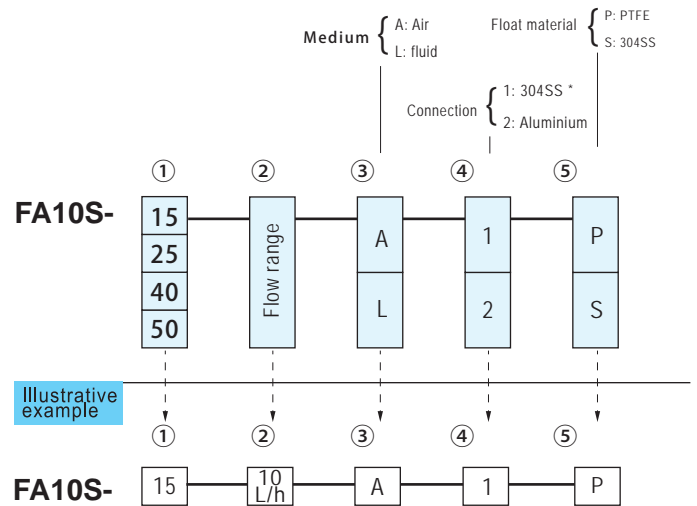 Medium { A: Air
L: fluid
Float material { P: PTFE
S: 304SS
Connection { 1: 304SS *
2: Aluminium
① ② ③ ④ ⑤
FA10S- 15 Flow range A 1 P
25
40 L 2 S
50
Illustrative
example
① ② ③ ④ ⑤
FA10S- 15 10 A 1 P
L/h